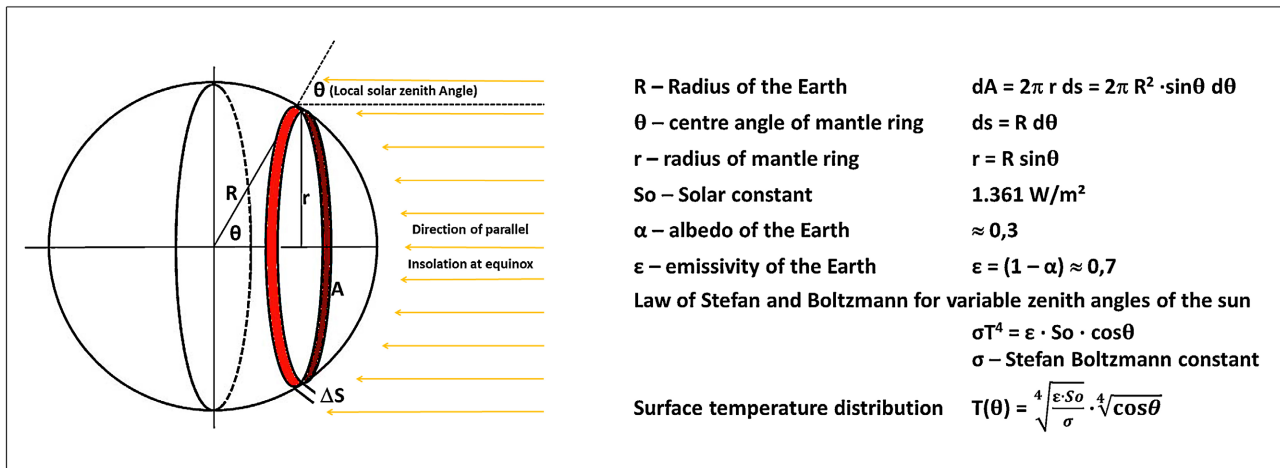 θ (Local solar zenith Angle)
R
r
θ
Direction of parallel
Insolation at equinox
A
ΔS
R – Radius of the Earth dA = 2π r ds = 2π R² ·sinθ dθ
θ – centre angle of mantle ring ds = R dθ
r – radius of mantle ring r = R sinθ
So – Solar constant 1.361 W/m²
α – albedo of the Earth ≈ 0,3
ε – emissivity of the Earth ε = (1 – α) ≈ 0,7
Law of Stefan and Boltzmann for variable zenith angles of the sun
σT⁴ = ε · So · cosθ
σ – Stefan Boltzmann constant
Surface temperature distribution T(θ) = ∜(ε·So/σ) · ∜cosθ